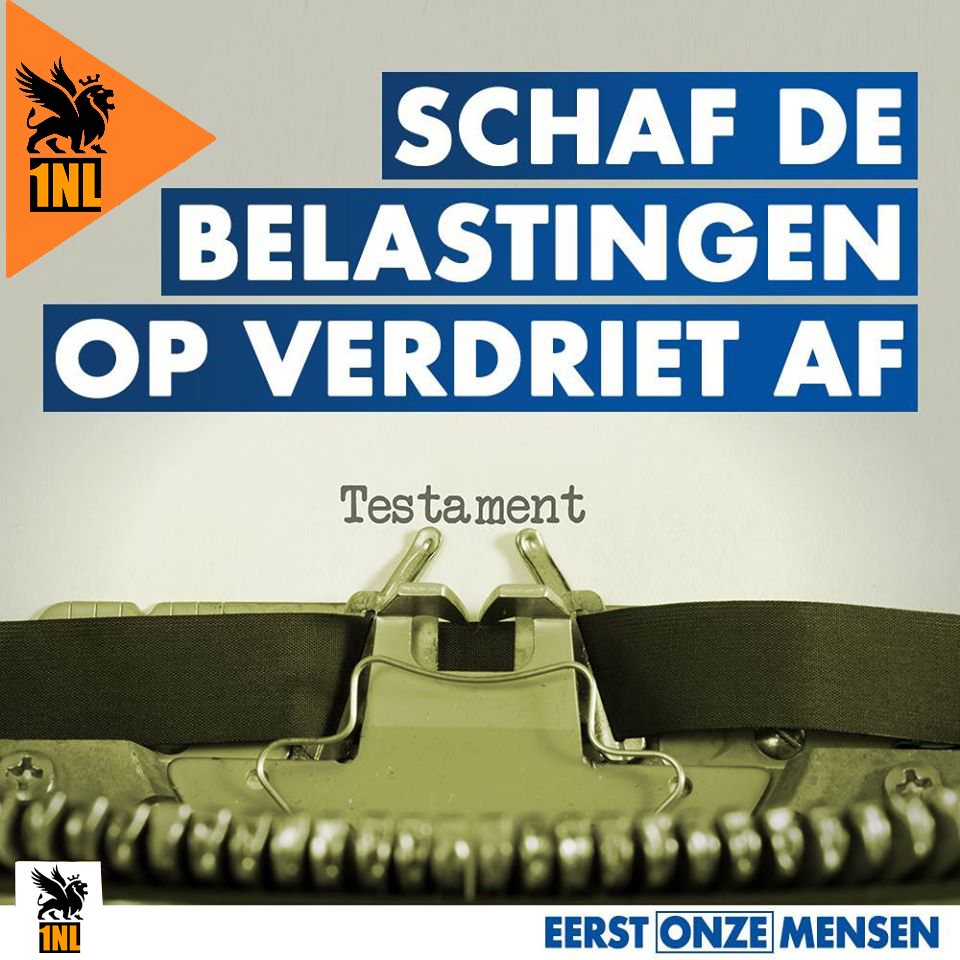 1NL
SCHAF DE
BELASTINGEN
OP VERDRIET AF
Testament
1NL
EERST ONZE MENSEN